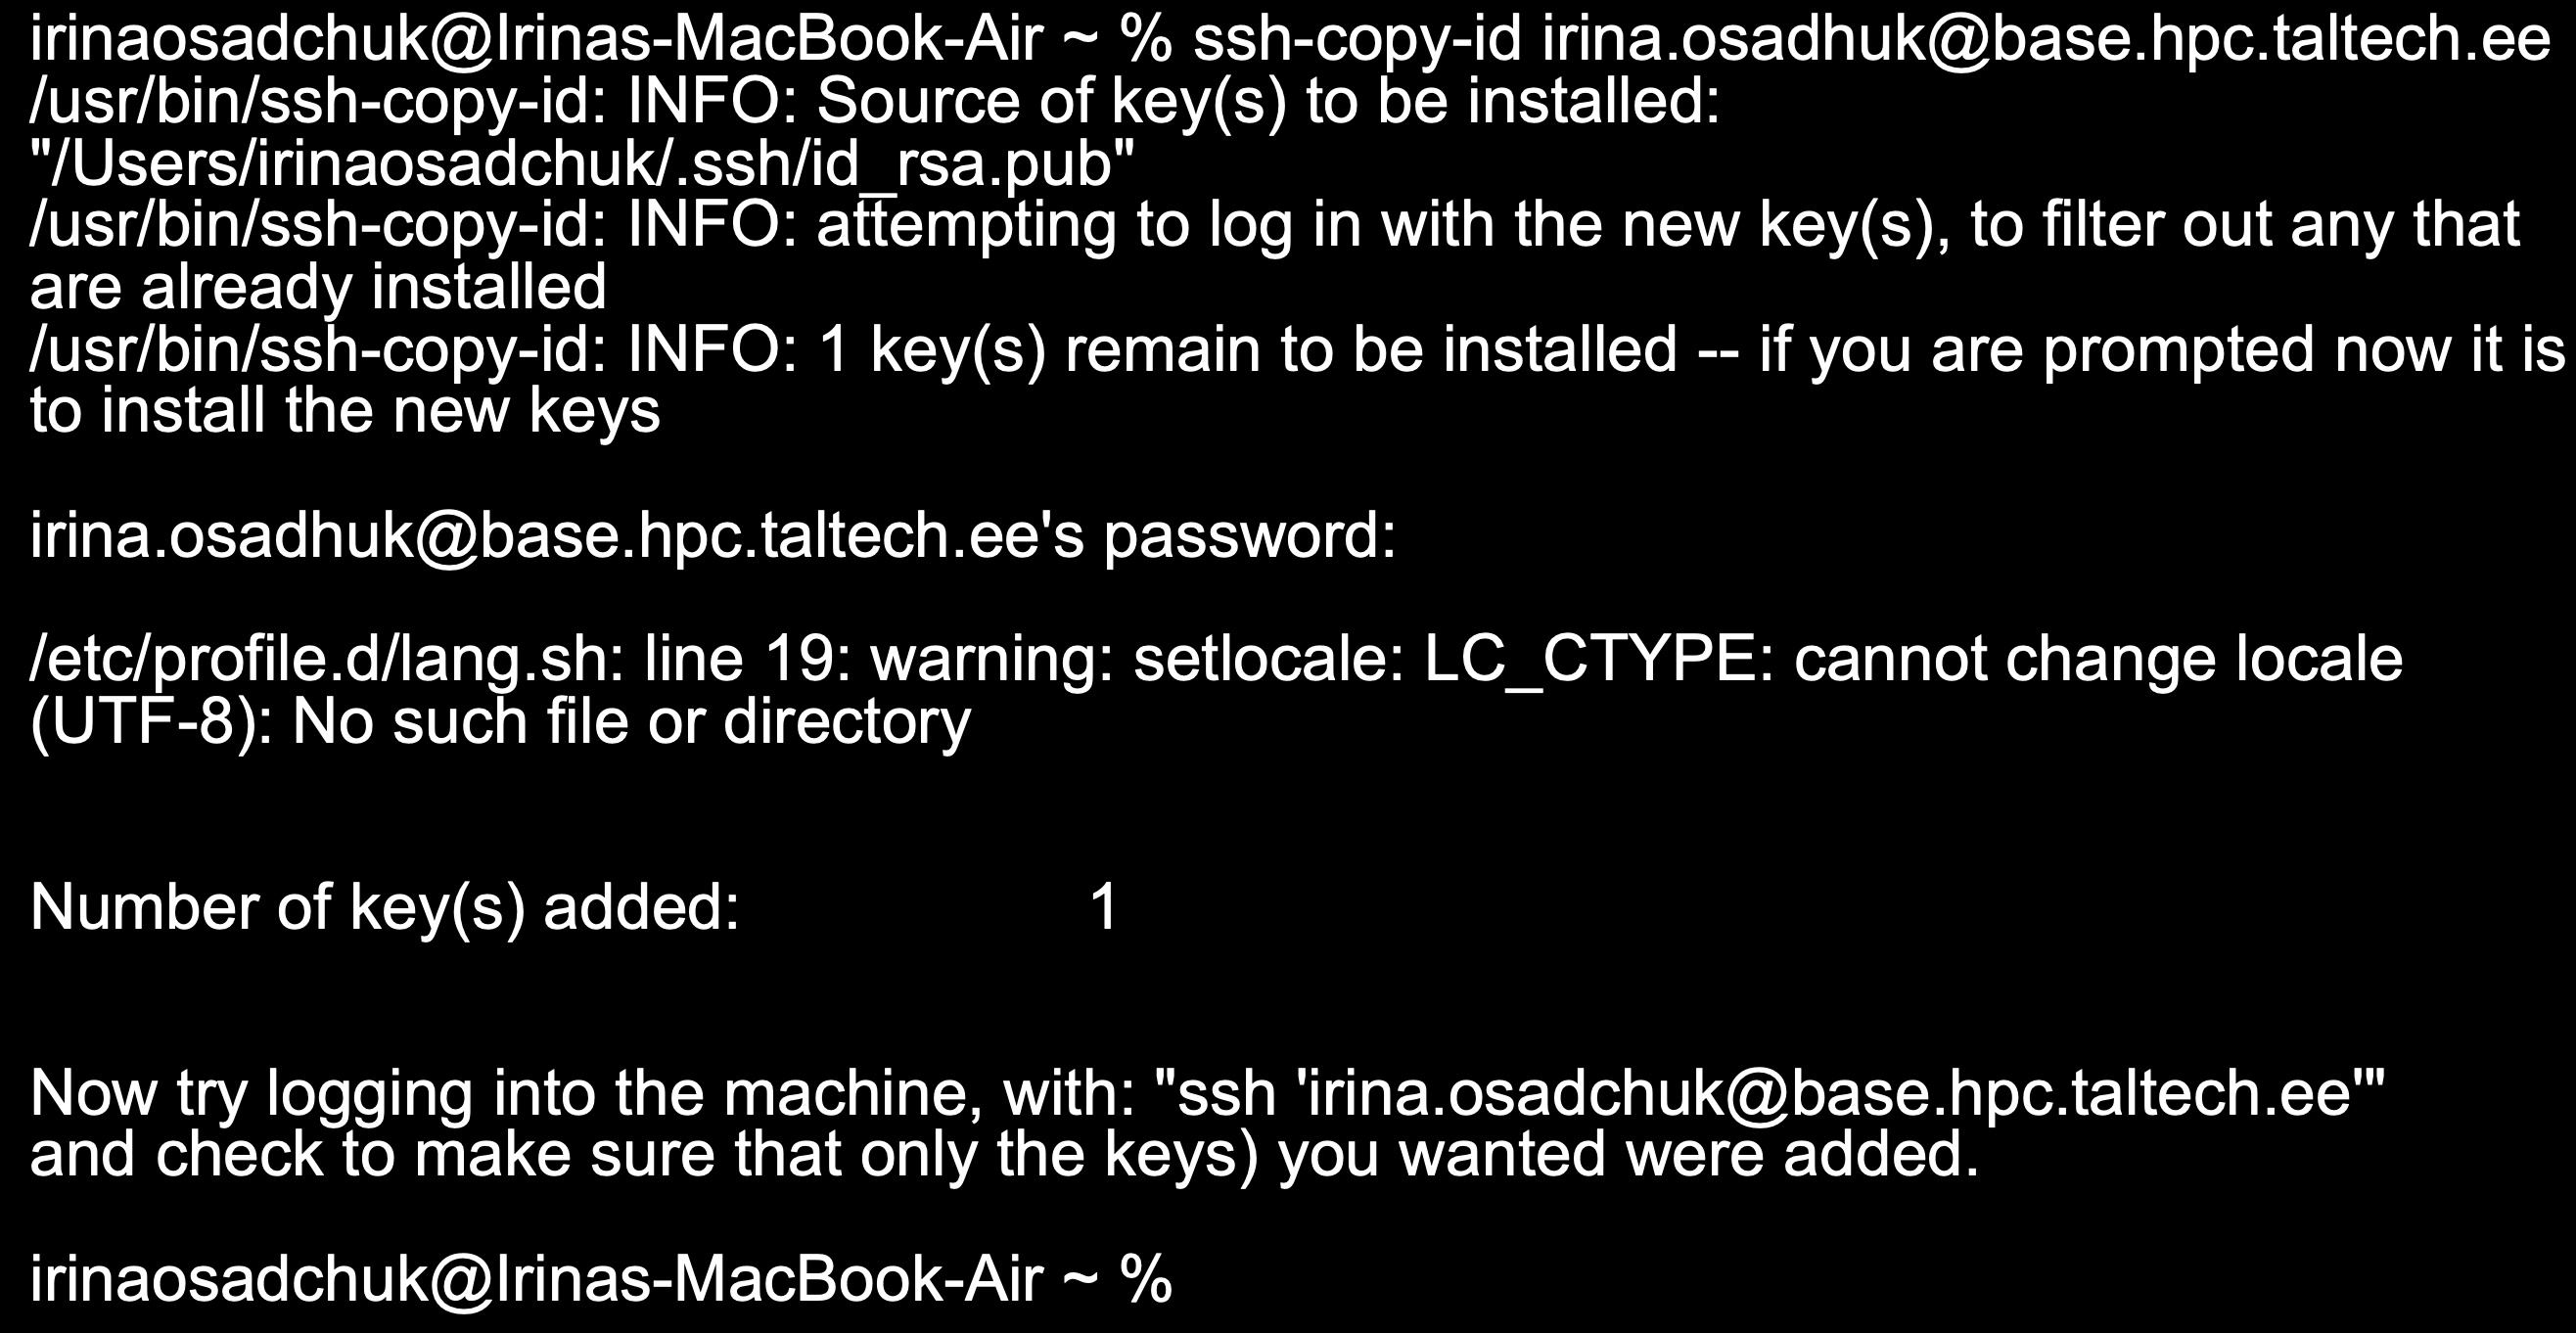 irinaosadchuk@Irinas-MacBook-Air ~ % ssh-copy-id irina.osadhuk@base.hpc.taltech.ee
/usr/bin/ssh-copy-id: INFO: Source of key(s) to be installed:
"/Users/irinaosadchuk/.ssh/id_rsa.pub"
/usr/bin/ssh-copy-id: INFO: attempting to log in with the new key(s), to filter out any that
are already installed
/usr/bin/ssh-copy-id: INFO: 1 key(s) remain to be installed -- if you are prompted now it is
to install the new keys
irina.osadhuk@base.hpc.taltech.ee's password:
/etc/profile.d/lang.sh: line 19: warning: setlocale: LC_CTYPE: cannot change locale
(UTF-8): No such file or directory
Number of key(s) added: 1
Now try logging into the machine, with: "ssh 'irina.osadchuk@base.hpc.taltech.ee'"
and check to make sure that only the keys) you wanted were added.
irinaosadchuk@Irinas-MacBook-Air ~ %